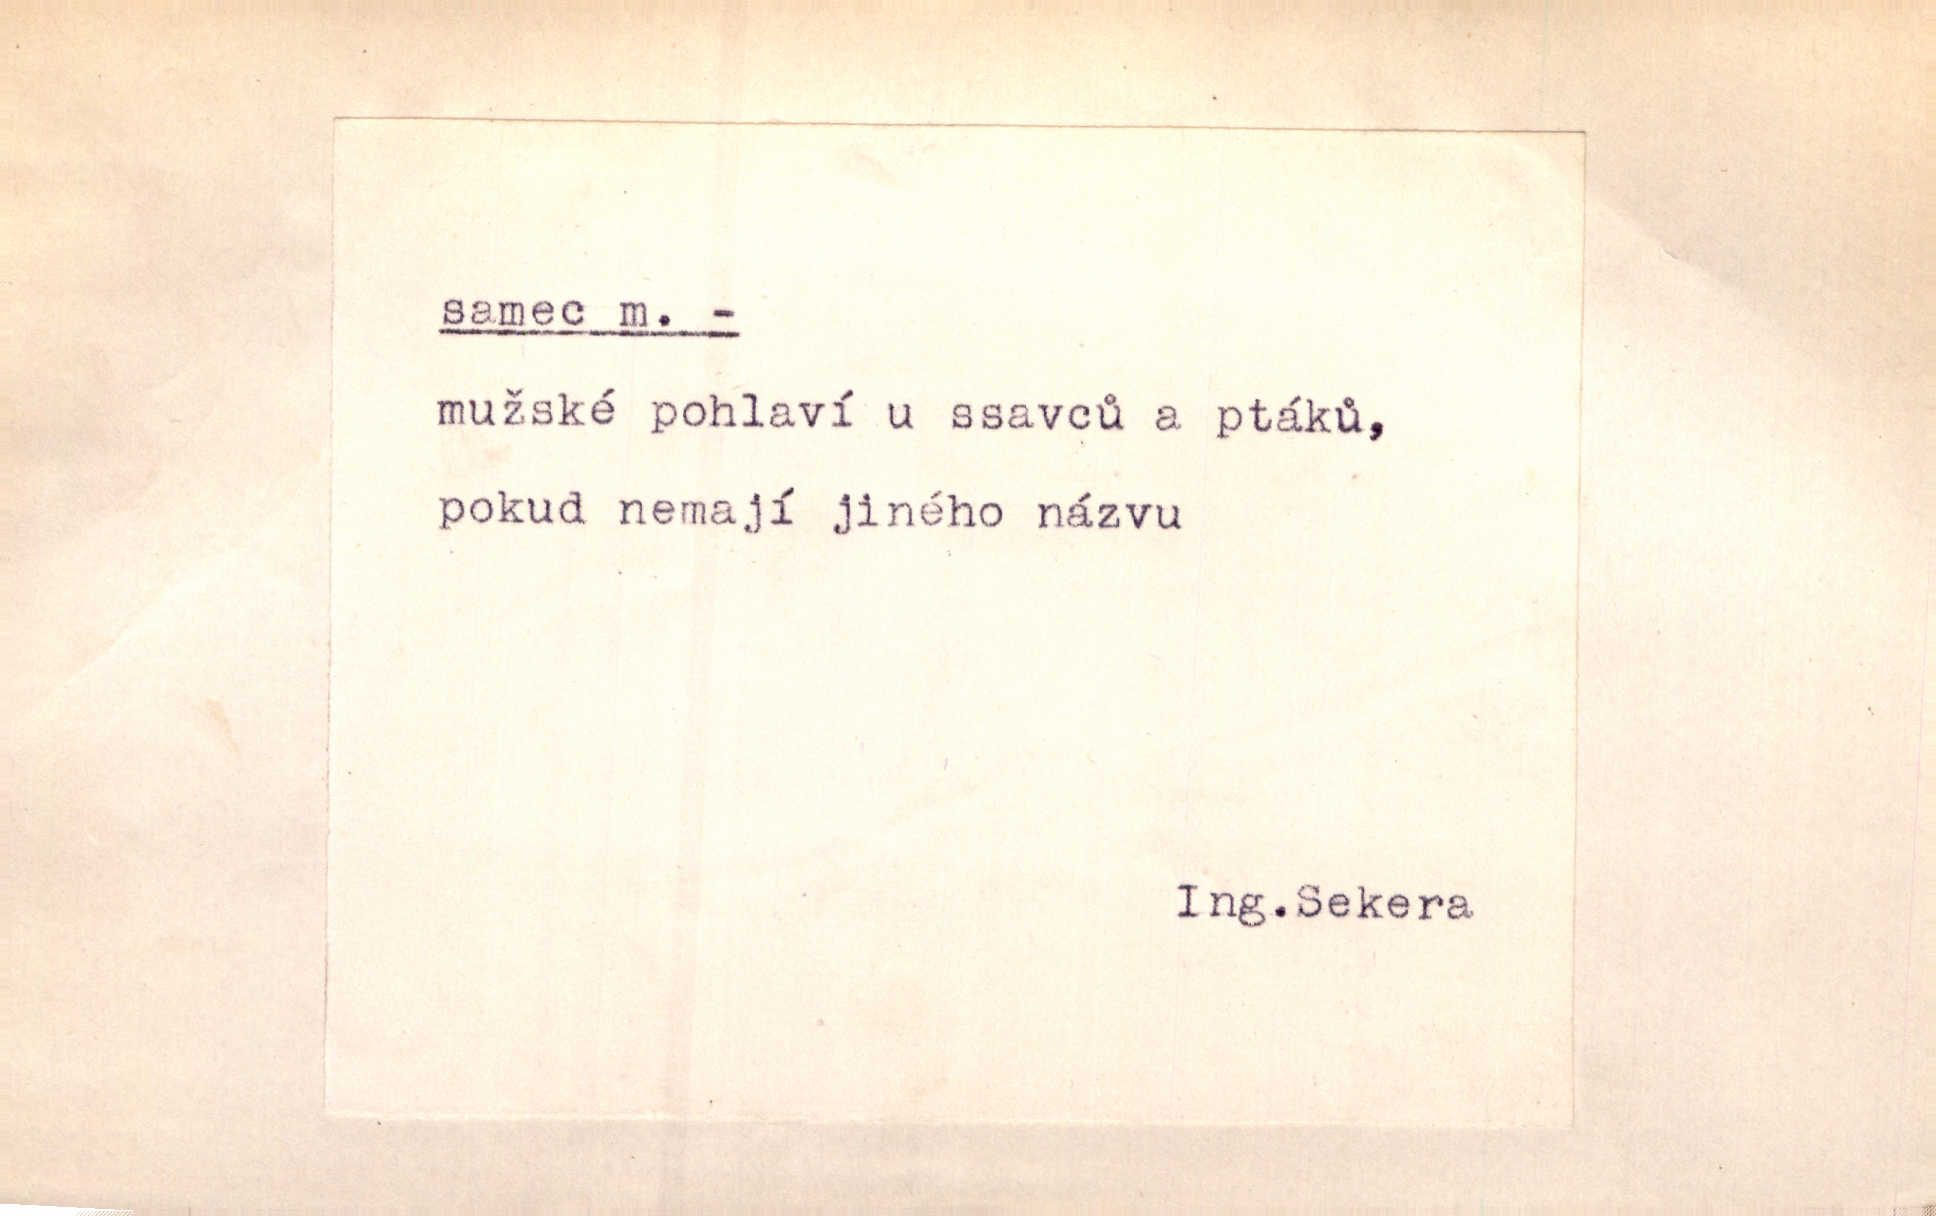 samec m. -
mužské pohlaví u ssavců a ptáků,
pokud nemají jiného názvu
Ing.Sekera